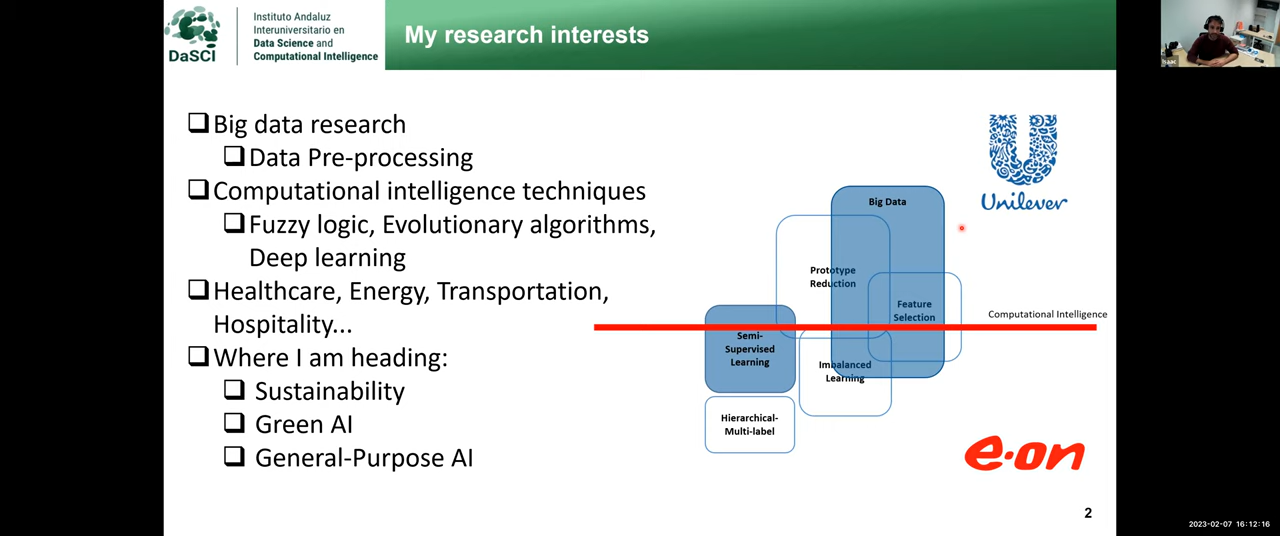 DaSCI
Instituto Andaluz
Interuniversitario en
Data Science and
Computational Intelligence
My research interests
Isaac
Big data research
Data Pre-processing
Computational intelligence techniques
Fuzzy logic, Evolutionary algorithms,
Deep learning
Healthcare, Energy, Transportation,
Hospitality...
Where I am heading:
Sustainability
Green AI
General-Purpose AI
Unilever
Big Data
Prototype
Reduction
Feature
Selection
Computational Intelligence
Semi-
Supervised
Learning
Imbalanced
Learning
Hierarchical-
Multi-label
e·on
2
2023-02-07 16:12:16